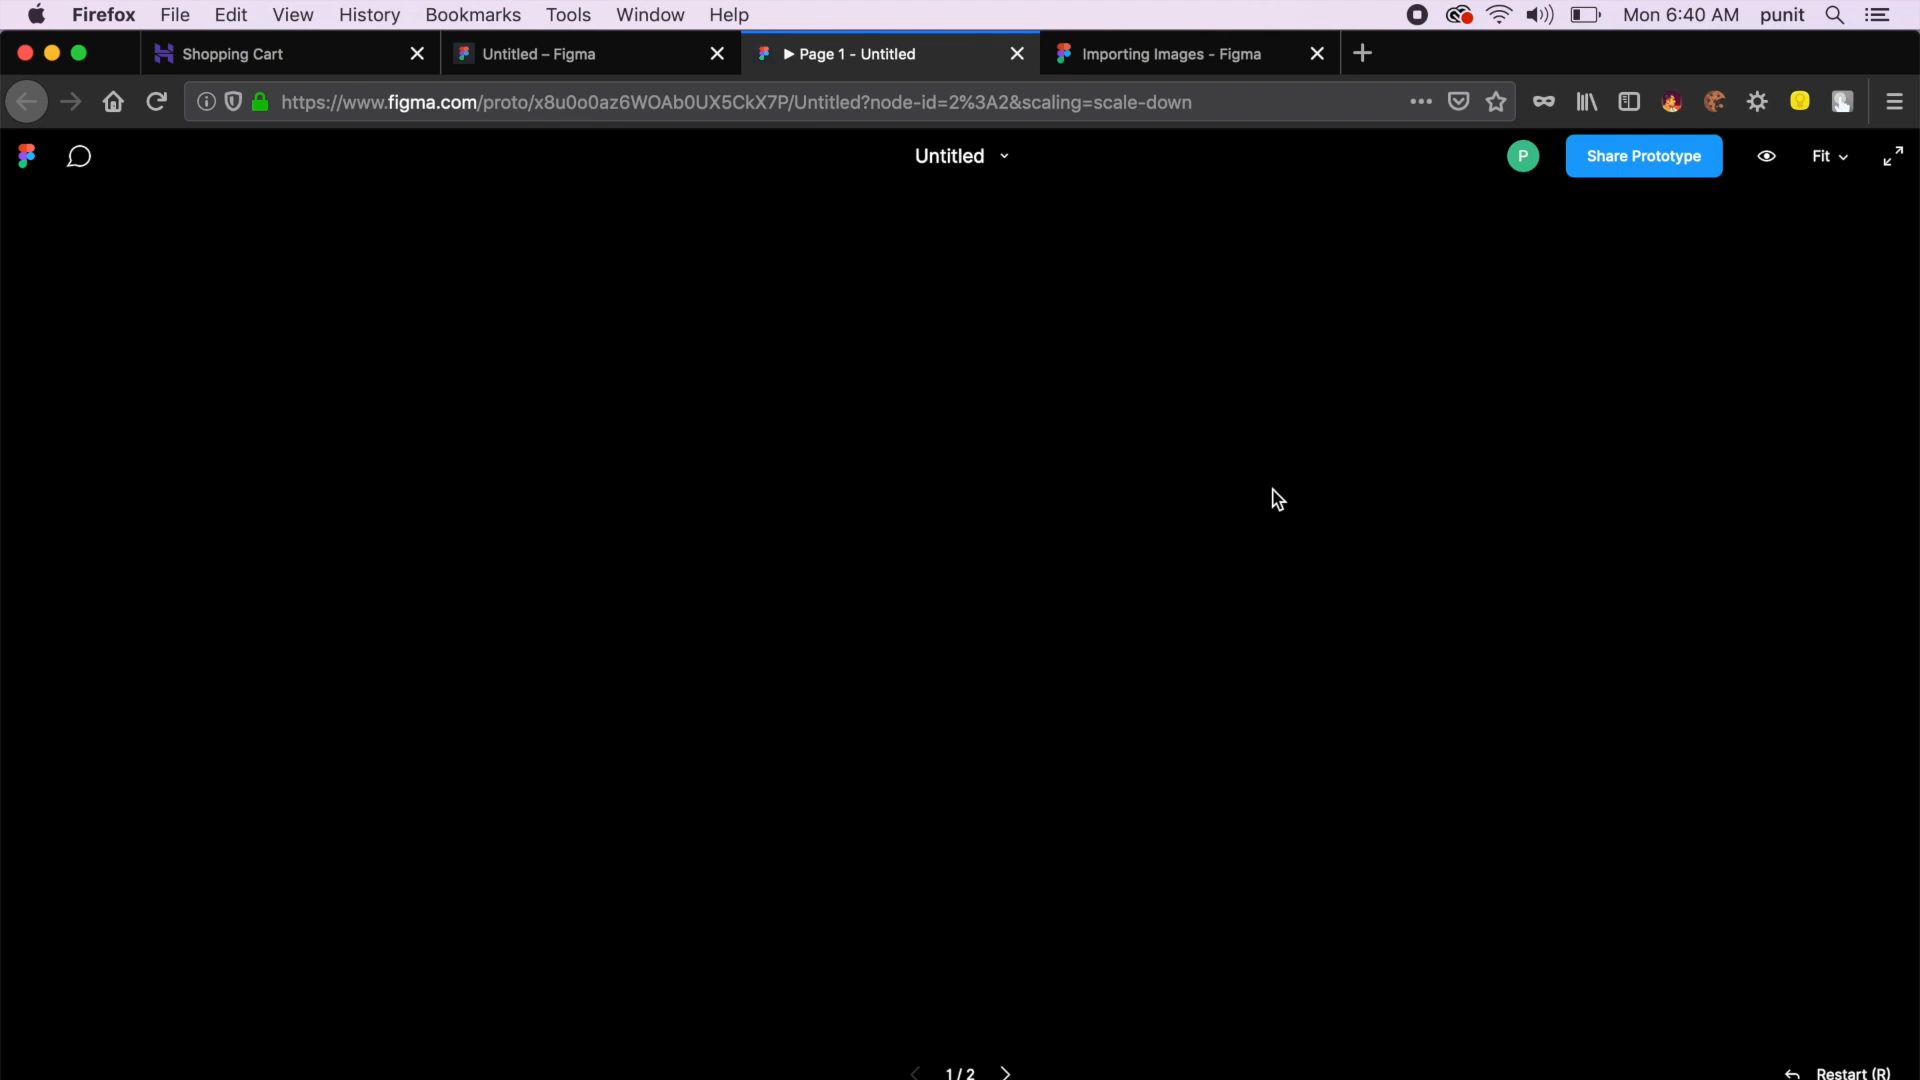 Firefox File Edit View History Bookmarks Tools Window Help Mon 6:40 AM punit
Shopping Cart Untitled – Figma ▶ Page 1 - Untitled Importing Images - Figma
https://www.figma.com/proto/x8u0o0az6WOAb0UX5CkX7P/Untitled?node-id=2%3A2&scaling=scale-down
Untitled P Share Prototype Fit
1 / 2 Restart (R)